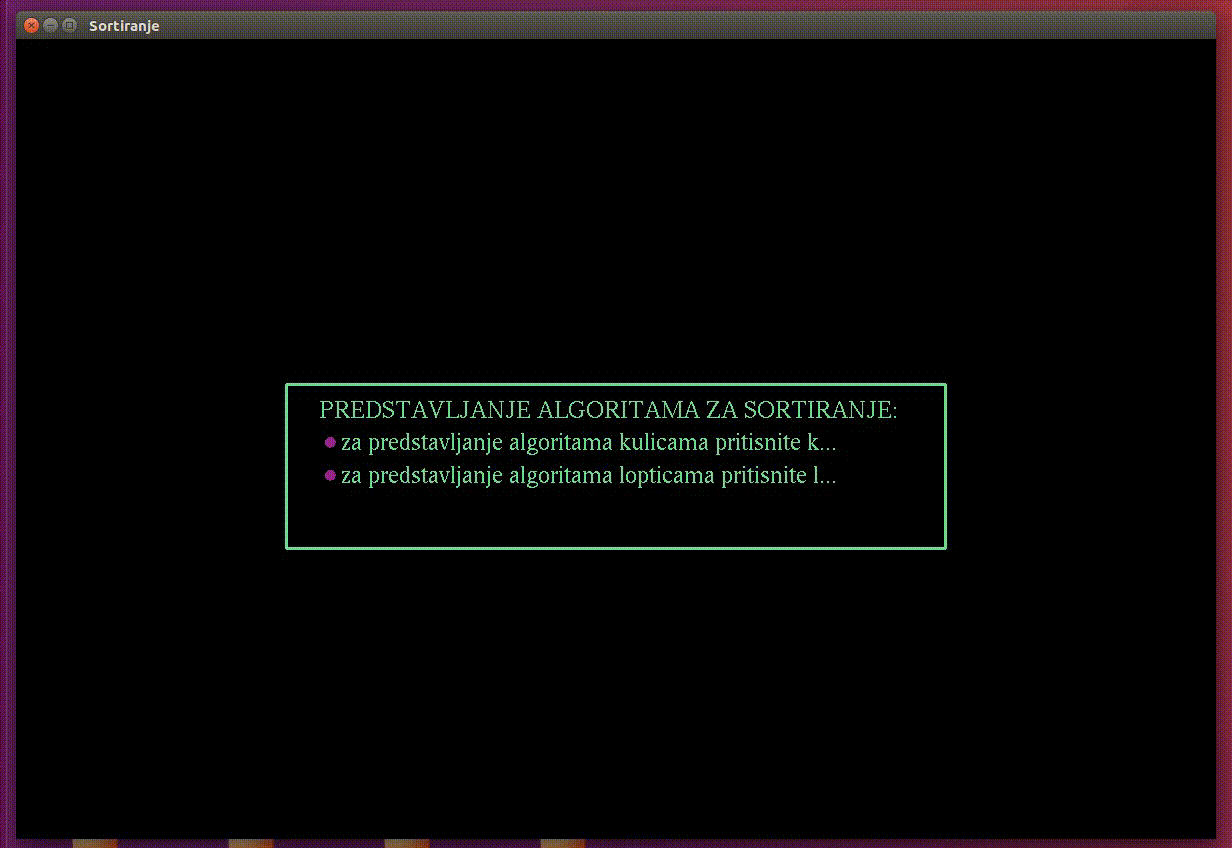 Sortiranje
PREDSTAVLJANJE ALGORITAMA ZA SORTIRANJE:
za predstavljanje algoritama kulicama pritisnite k...
za predstavljanje algoritama lopticama pritisnite l...